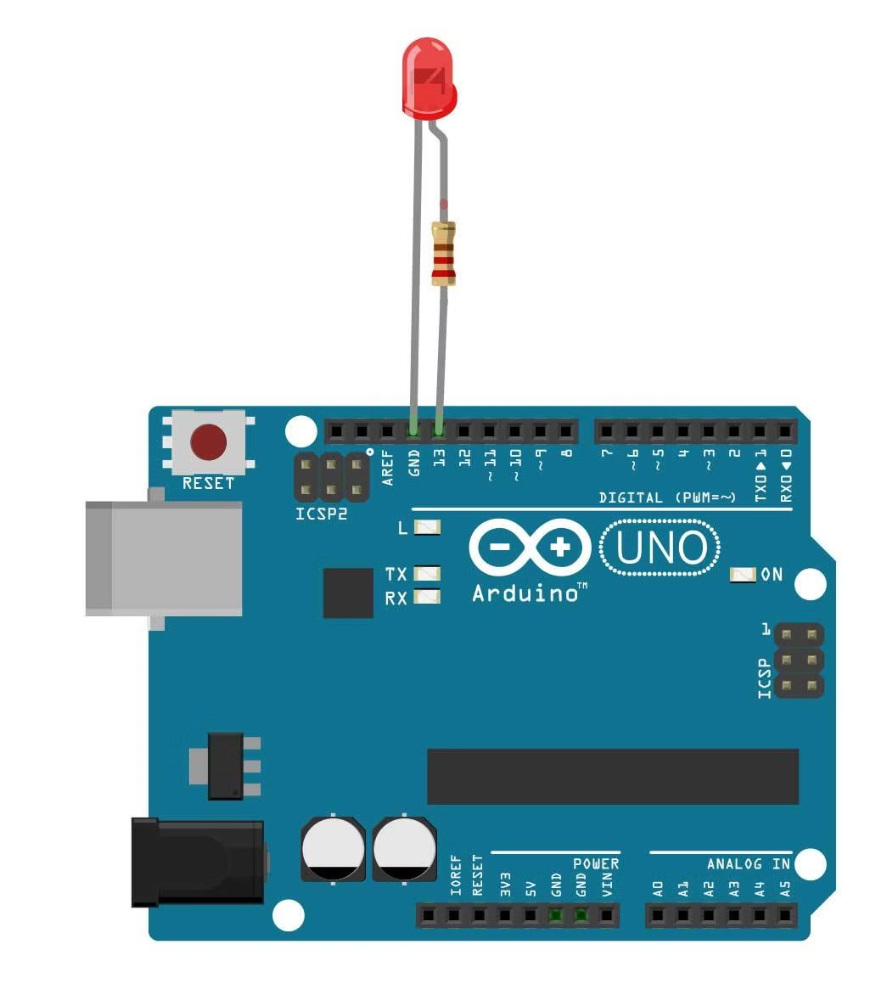 RESET
ICSP2
AREF
GND
13
12
~11
~10
~9
8
7
~6
~5
4
~3
2
TX0▶1
RX0◀0
DIGITAL (PWM=~)
L
TX
RX
Arduino™
UNO
ON
1
ICSP
POWER
ANALOG IN
IOREF
RESET
3V3
5V
GND
GND
VIN
A0
A1
A2
A3
A4
A5